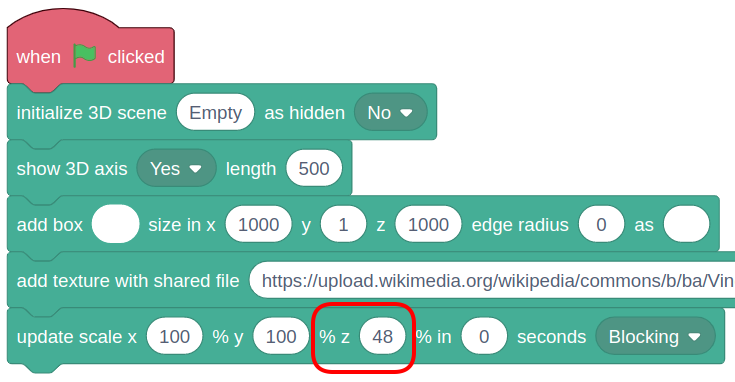 when clicked
initialize 3D scene Empty as hidden No
show 3D axis Yes length 500
add box size in x 1000 y 1 z 1000 edge radius 0 as
add texture with shared file https://upload.wikimedia.org/wikipedia/commons/b/ba/Vin
update scale x 100 % y 100 % z 48 % in 0 seconds Blocking